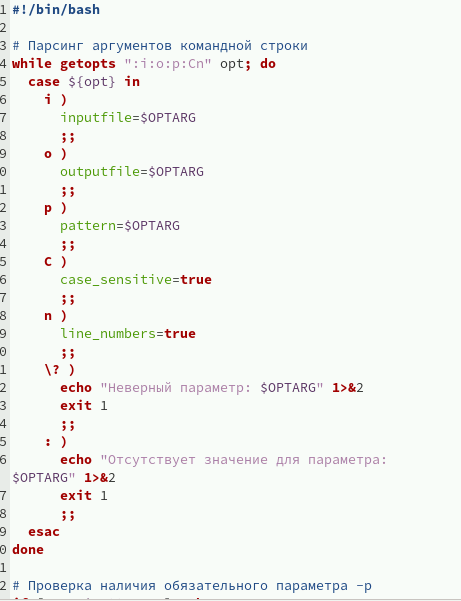 1 #!/bin/bash
2
3 # Парсинг аргументов командной строки
4 while getopts ":i:o:p:Cn" opt; do
5   case ${opt} in
6     i )
7       inputfile=$OPTARG
8       ;;
9     o )
0       outputfile=$OPTARG
1       ;;
2     p )
3       pattern=$OPTARG
4       ;;
5     C )
6       case_sensitive=true
7       ;;
8     n )
9       line_numbers=true
0       ;;
1     \? )
2       echo "Неверный параметр: $OPTARG" 1>&2
3       exit 1
4       ;;
5     : )
6       echo "Отсутствует значение для параметра:
$OPTARG" 1>&2
7       exit 1
8       ;;
9   esac
0 done
1
2 # Проверка наличия обязательного параметра -p